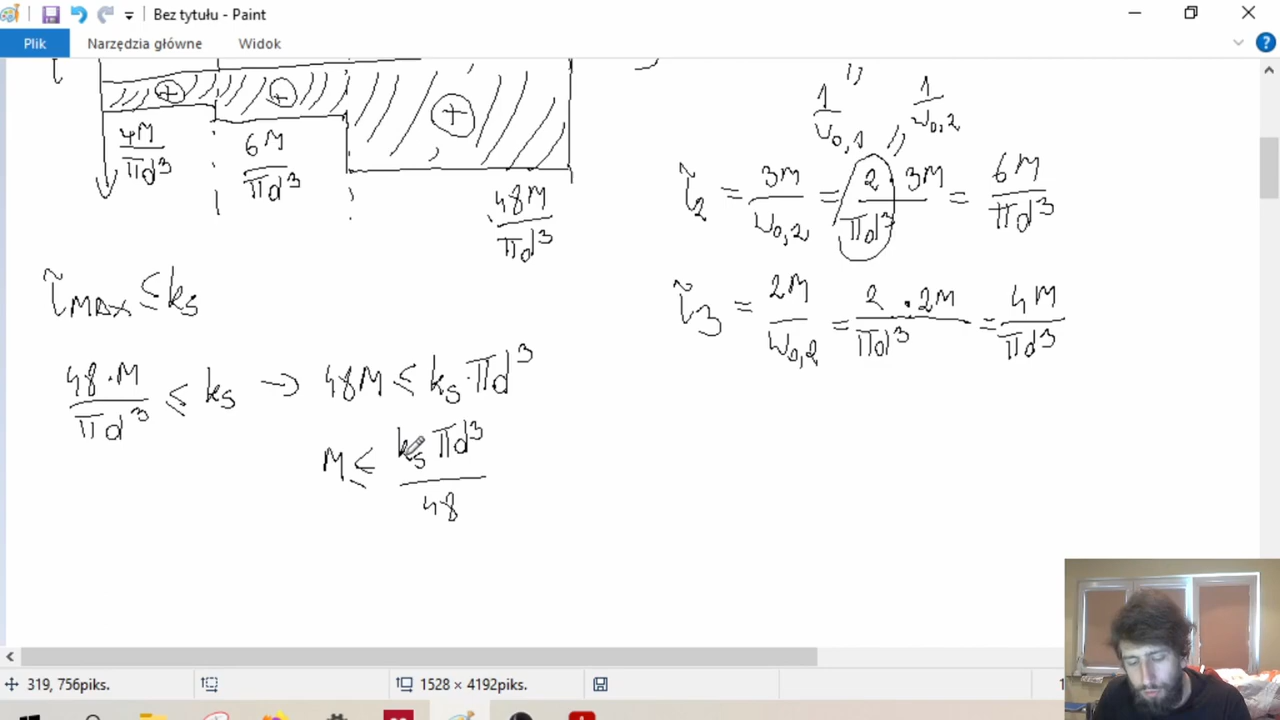 Bez tytułu - Paint
Plik Narzędzia główne Widok
τ
4M/πd³ 6M/πd³ 48M/πd³
1/W₀,₁ 1/W₀,₂
τ₂ = 3M/W₀,₂ = 2/πd³ · 3M = 6M/πd³
τ₃ = 2M/W₀,₂ = 2/πd³ · 2M = 4M/πd³
τMAX ≤ kₛ
48·M/πd³ ≤ kₛ → 48M ≤ kₛ·πd³
M ≤ kₛπd³/48
319, 756piks. 1528 × 4192piks.